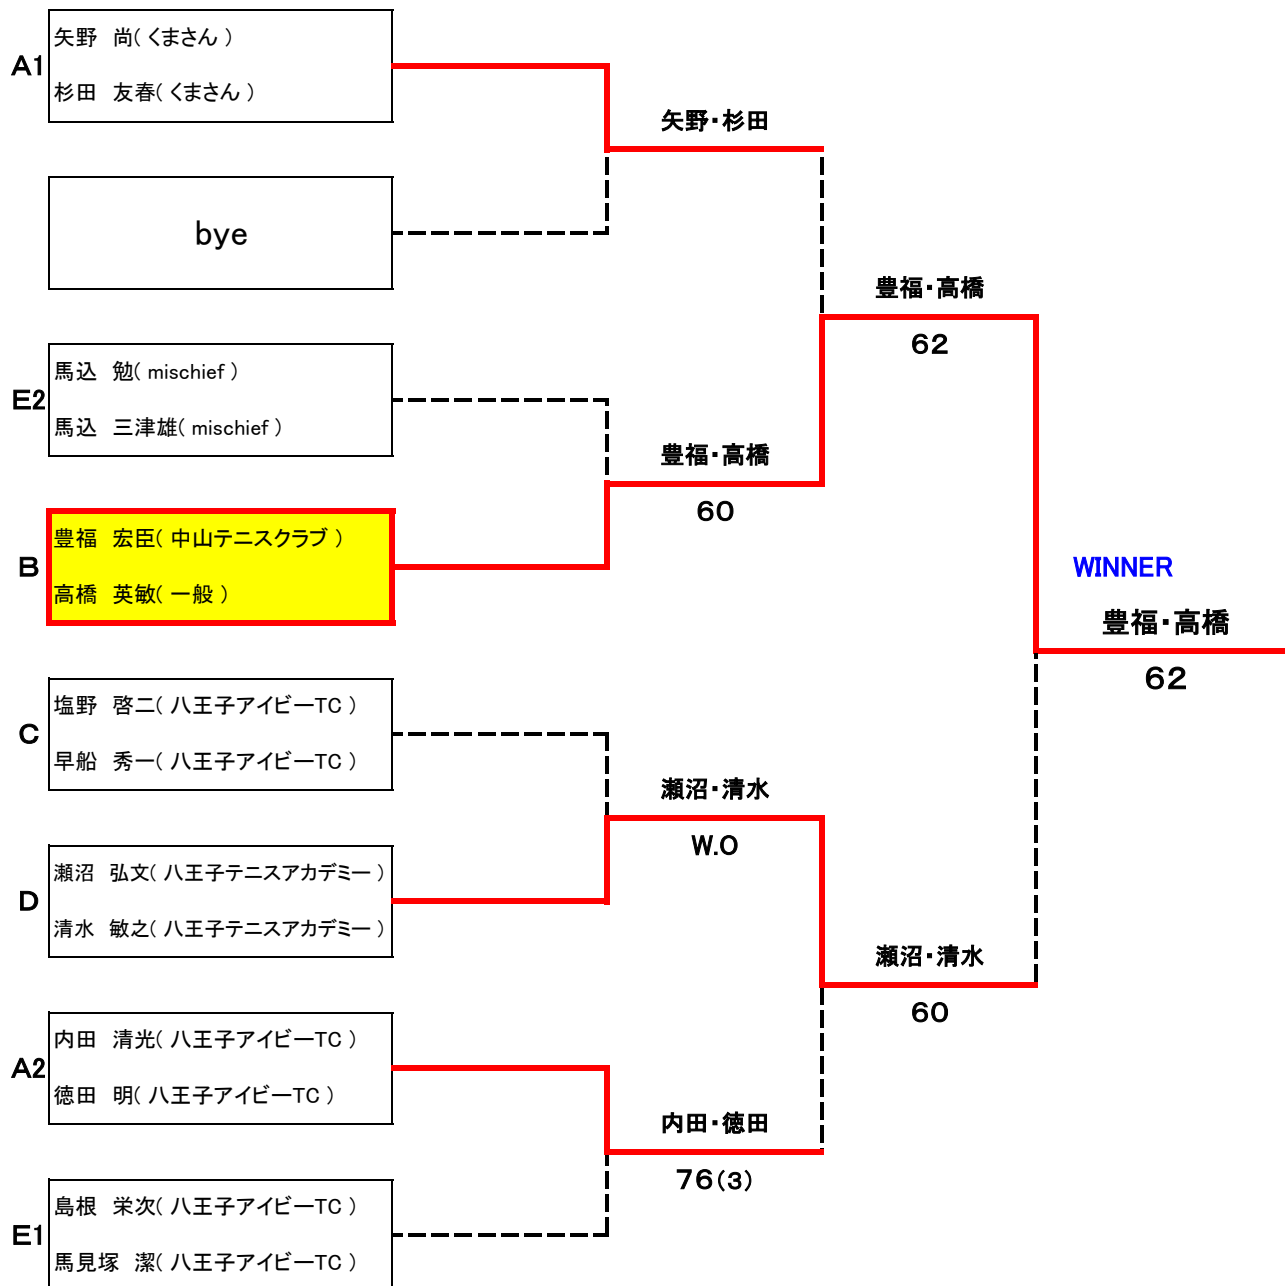 A1
矢野 尚( くまさん )
杉田 友春( くまさん )
矢野・杉田
bye
豊福・高橋
62
E2
馬込 勉( mischief )
馬込 三津雄( mischief )
豊福・高橋
60
B
豊福 宏臣( 中山テニスクラブ )
高橋 英敏( 一般 )
WINNER
豊福・高橋
62
C
塩野 啓二( 八王子アイビーTC )
早船 秀一( 八王子アイビーTC )
瀬沼・清水
W.O
D
瀬沼 弘文( 八王子テニスアカデミー )
清水 敏之( 八王子テニスアカデミー )
瀬沼・清水
60
A2
内田 清光( 八王子アイビーTC )
徳田 明( 八王子アイビーTC )
内田・徳田
76(3)
E1
島根 栄次( 八王子アイビーTC )
馬見塚 潔( 八王子アイビーTC )